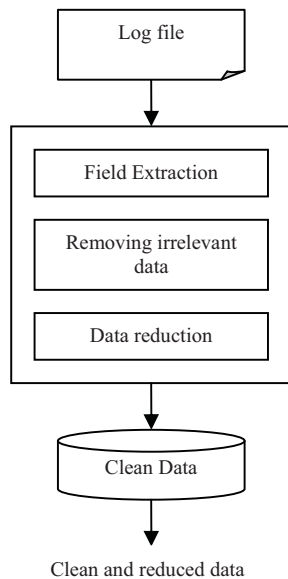 Log file
Field Extraction
Removing irrelevant
data
Data reduction
Clean Data
Clean and reduced data